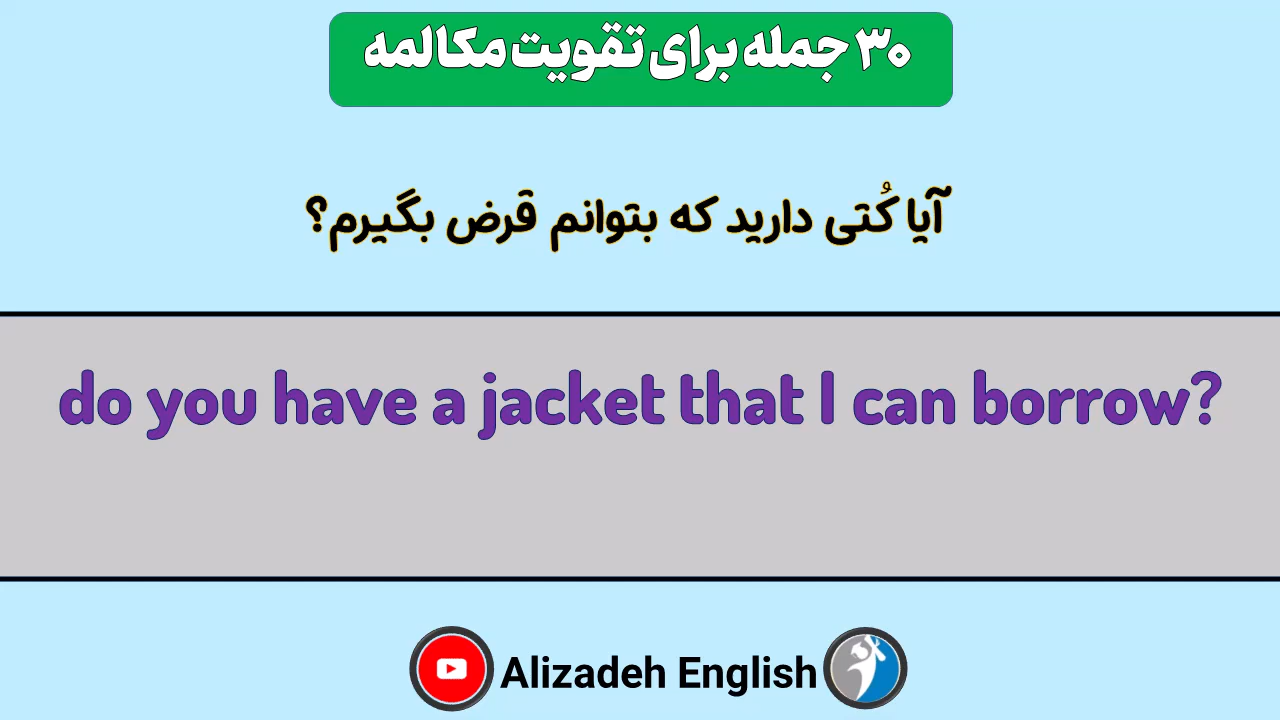 ۳۰ جمله برای تقویت مکالمه
آیا کُتی دارید که بتوانم قرض بگیرم؟
do you have a jacket that I can borrow?
Alizadeh English